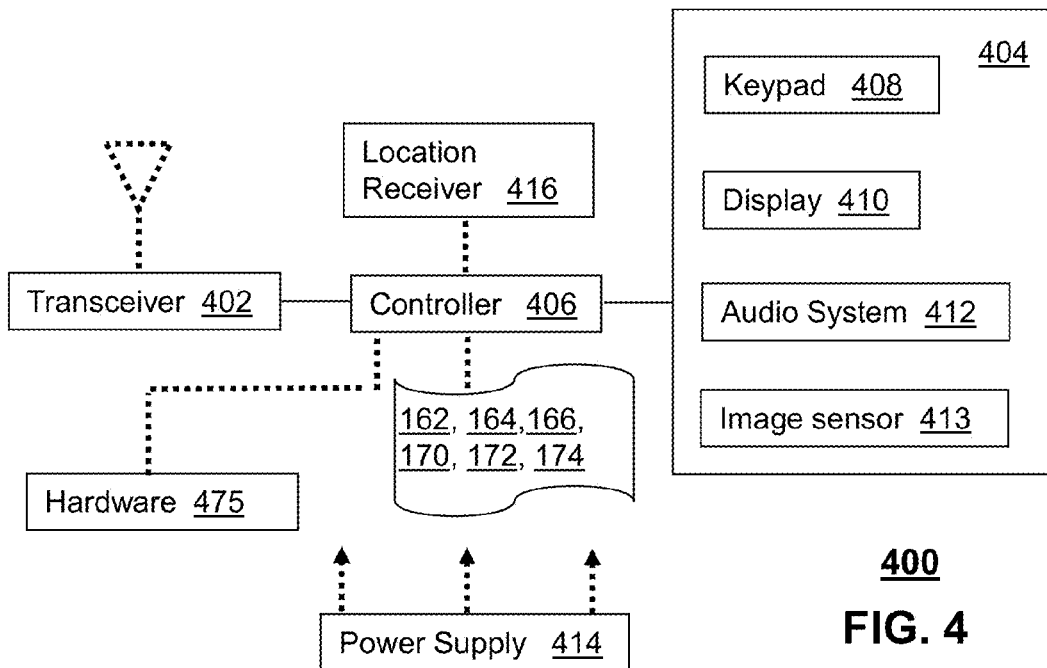 404
Keypad 408
Location
Receiver 416
Display 410
Transceiver 402
Controller 406
Audio System 412
162, 164,166,
170, 172, 174
Image sensor 413
Hardware 475
400
Power Supply 414
FIG. 4